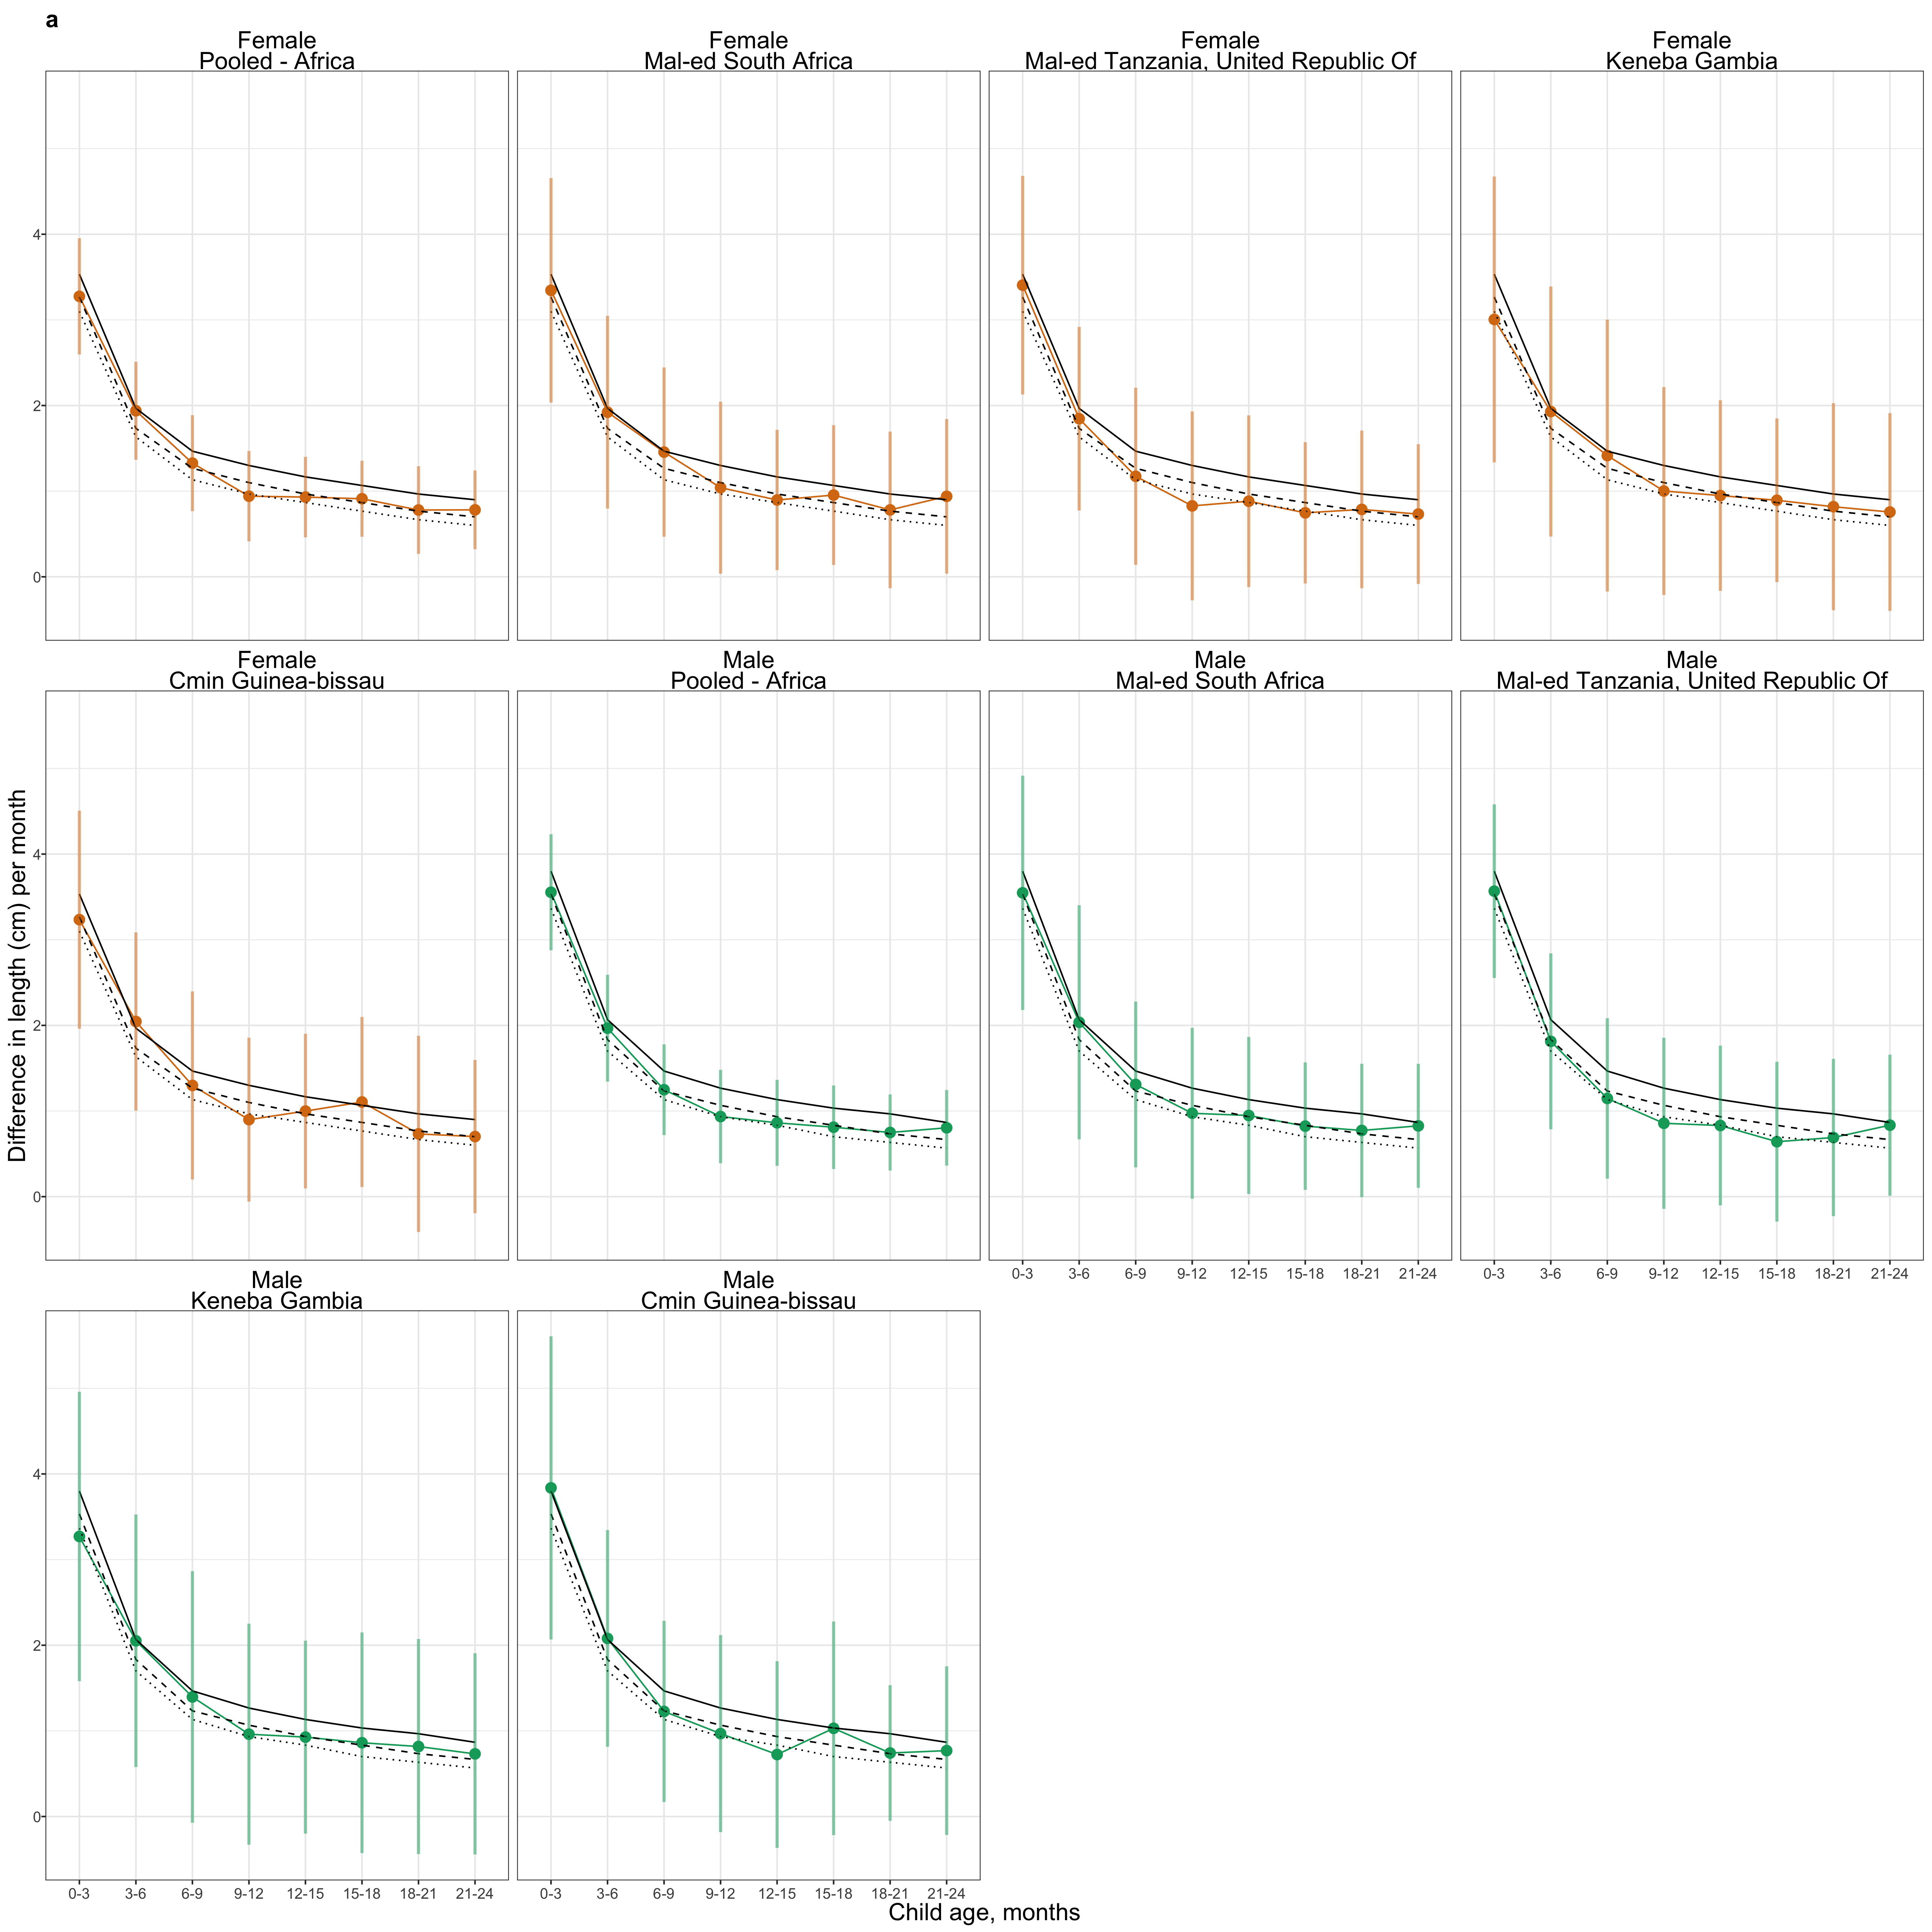 a
Female
Pooled - Africa
Female
Mal-ed South Africa
Female
Mal-ed Tanzania, United Republic Of
Female
Keneba Gambia
4
2
0
Female
Cmin Guinea-bissau
Male
Pooled - Africa
Male
Mal-ed South Africa
Male
Mal-ed Tanzania, United Republic Of
Difference in length (cm) per month
4
2
0
0-3 3-6 6-9 9-12 12-15 15-18 18-21 21-24
0-3 3-6 6-9 9-12 12-15 15-18 18-21 21-24
Male
Keneba Gambia
Male
Cmin Guinea-bissau
4
2
0
0-3 3-6 6-9 9-12 12-15 15-18 18-21 21-24
0-3 3-6 6-9 9-12 12-15 15-18 18-21 21-24
Child age, months